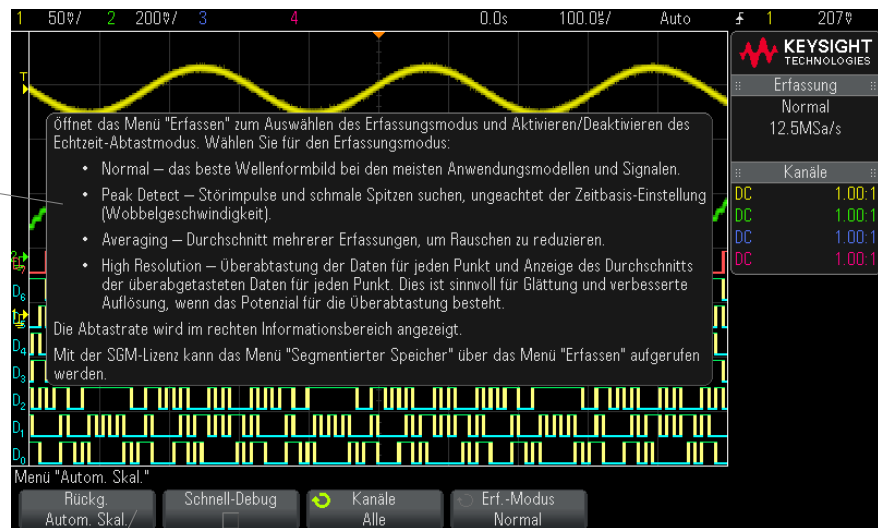 1 50♥/ 2 200♥/ 3 4 0.0s 100.0♥/ Auto 1 207♥
KEYSIGHT
TECHNOLOGIES
Erfassung
Normal
12.5MSa/s
Kanäle
DC 1.00:1
DC 1.00:1
DC 1.00:1
DC 1.00:1
T
Öffnet das Menü "Erfassen" zum Auswählen des Erfassungsmodus und Aktivieren/Deaktivieren des
Echtzeit-Abtastmodus. Wählen Sie für den Erfassungsmodus:
• Normal – das beste Wellenformbild bei den meisten Anwendungsmodellen und Signalen.
• Peak Detect – Störimpulse und schmale Spitzen suchen, ungeachtet der Zeitbasis-Einstellung
(Wobbelgeschwindigkeit).
• Averaging – Durchschnitt mehrerer Erfassungen, um Rauschen zu reduzieren.
• High Resolution – Überabtastung der Daten für jeden Punkt und Anzeige des Durchschnitts
der überabgetasteten Daten für jeden Punkt. Dies ist sinnvoll für Glättung und verbesserte
Auflösung, wenn das Potenzial für die Überabtastung besteht.
Die Abtastrate wird im rechten Informationsbereich angezeigt.
Mit der SGM-Lizenz kann das Menü "Segmentierter Speicher" über das Menü "Erfassen" aufgerufen
werden.
2
D6
D4
D3
D2
D1
D0
Menü "Autom. Skal."
Rückg.
Autom. Skal./
Schnell-Debug
Kanäle
Alle
Erf.-Modus
Normal